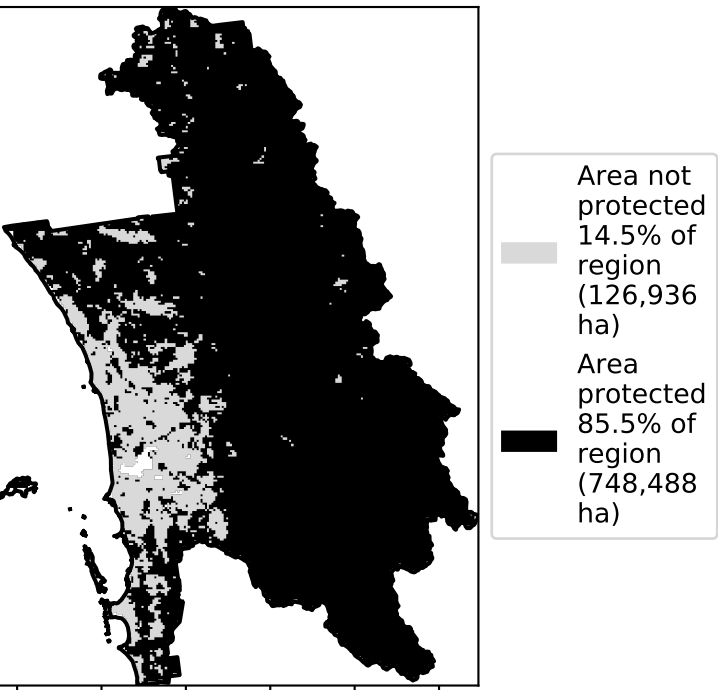 Area not
protected
14.5% of
region
(126,936
ha)
Area
protected
85.5% of
region
(748,488
ha)